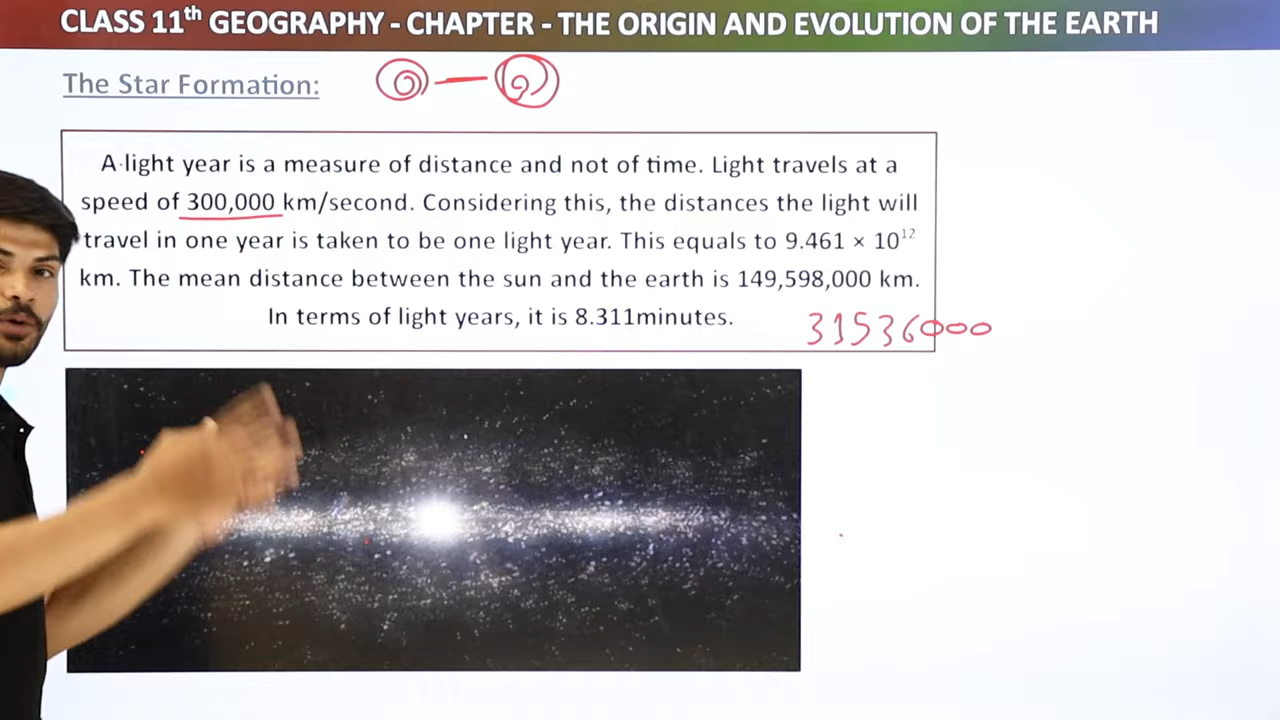 CLASS 11th GEOGRAPHY - CHAPTER - THE ORIGIN AND EVOLUTION OF THE EARTH
The Star Formation:
A light year is a measure of distance and not of time. Light travels at a
speed of 300,000 km/second. Considering this, the distances the light will
travel in one year is taken to be one light year. This equals to 9.461 × 10¹²
km. The mean distance between the sun and the earth is 149,598,000 km.
In terms of light years, it is 8.311minutes.
31536000